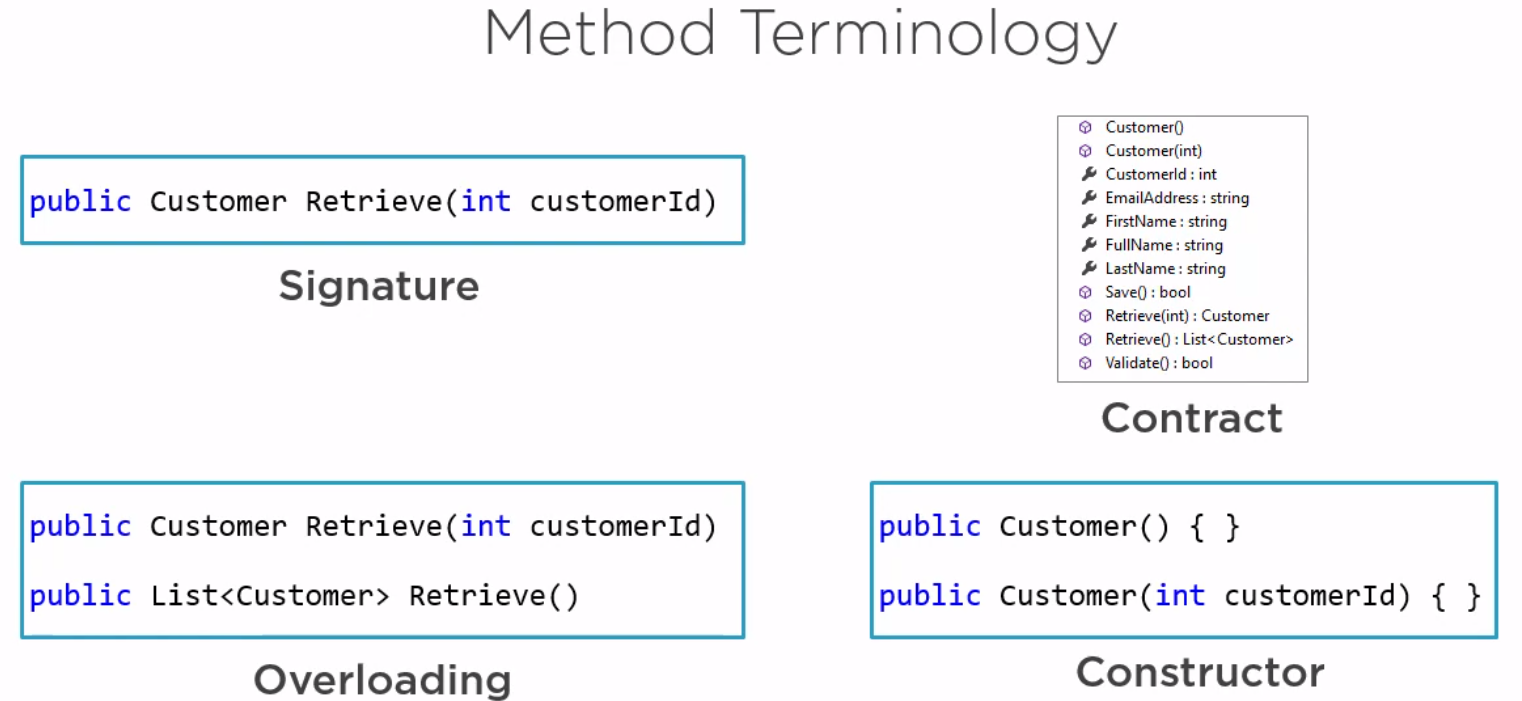 Method Terminology
public Customer Retrieve(int customerId)
Signature
Customer()
Customer(int)
CustomerId : int
EmailAddress : string
FirstName : string
FullName : string
LastName : string
Save() : bool
Retrieve(int) : Customer
Retrieve() : List<Customer>
Validate() : bool
Contract
public Customer Retrieve(int customerId)
public List<Customer> Retrieve()
Overloading
public Customer() { }
public Customer(int customerId) { }
Constructor